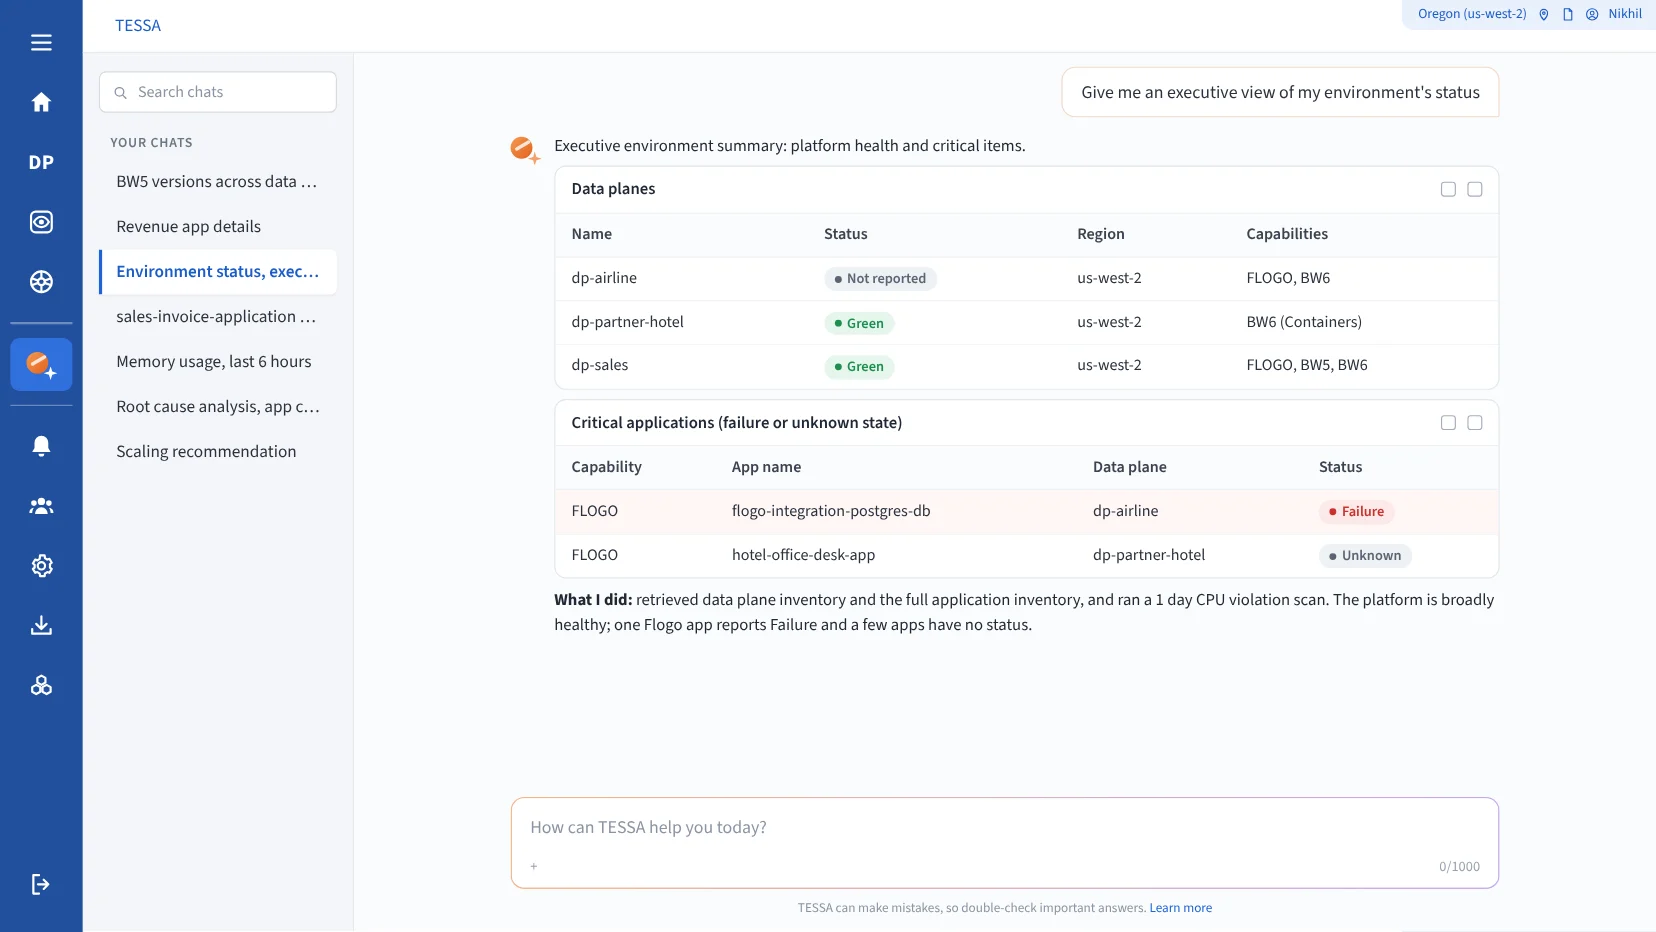 TESSA
Oregon (us-west-2) Nikhil
DP
Search chats
YOUR CHATS
BW5 versions across data …
Revenue app details
Environment status, exec…
sales-invoice-application …
Memory usage, last 6 hours
Root cause analysis, app c…
Scaling recommendation
Give me an executive view of my environment's status
Executive environment summary: platform health and critical items.
Data planes
Name Status Region Capabilities
dp-airline Not reported us-west-2 FLOGO, BW6
dp-partner-hotel Green us-west-2 BW6 (Containers)
dp-sales Green us-west-2 FLOGO, BW5, BW6
Critical applications (failure or unknown state)
Capability App name Data plane Status
FLOGO flogo-integration-postgres-db dp-airline Failure
FLOGO hotel-office-desk-app dp-partner-hotel Unknown
What I did: retrieved data plane inventory and the full application inventory, and ran a 1 day CPU violation scan. The platform is broadly
healthy; one Flogo app reports Failure and a few apps have no status.
How can TESSA help you today?
+ 0/1000
TESSA can make mistakes, so double-check important answers. Learn more